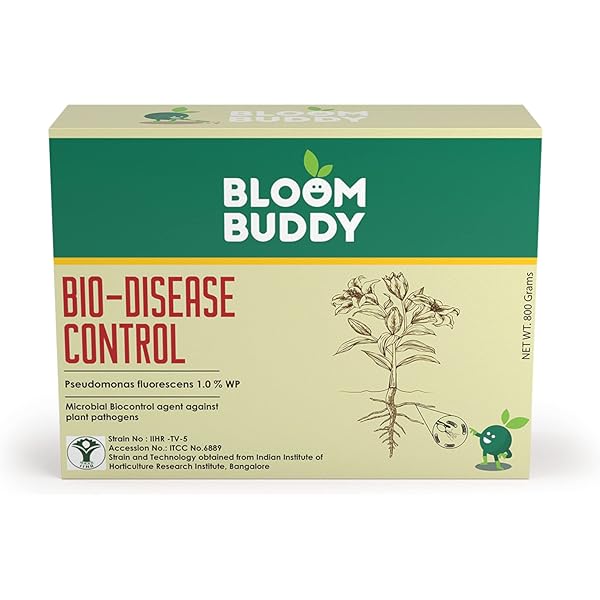 BLOOM
BUDDY
BLOOM
BUDDY
BIO-DISEASE
CONTROL
Pseudomonas fluorescens 1.0 % WP
Microbial Biocontrol agent against
plant pathogens
Strain No : IIHR -TV-5
Accession No.: ITCC No.6889
Strain and Technology obtained from Indian Institute of
Horticulture Research Institute, Bangalore
NET WT. 800 Grams